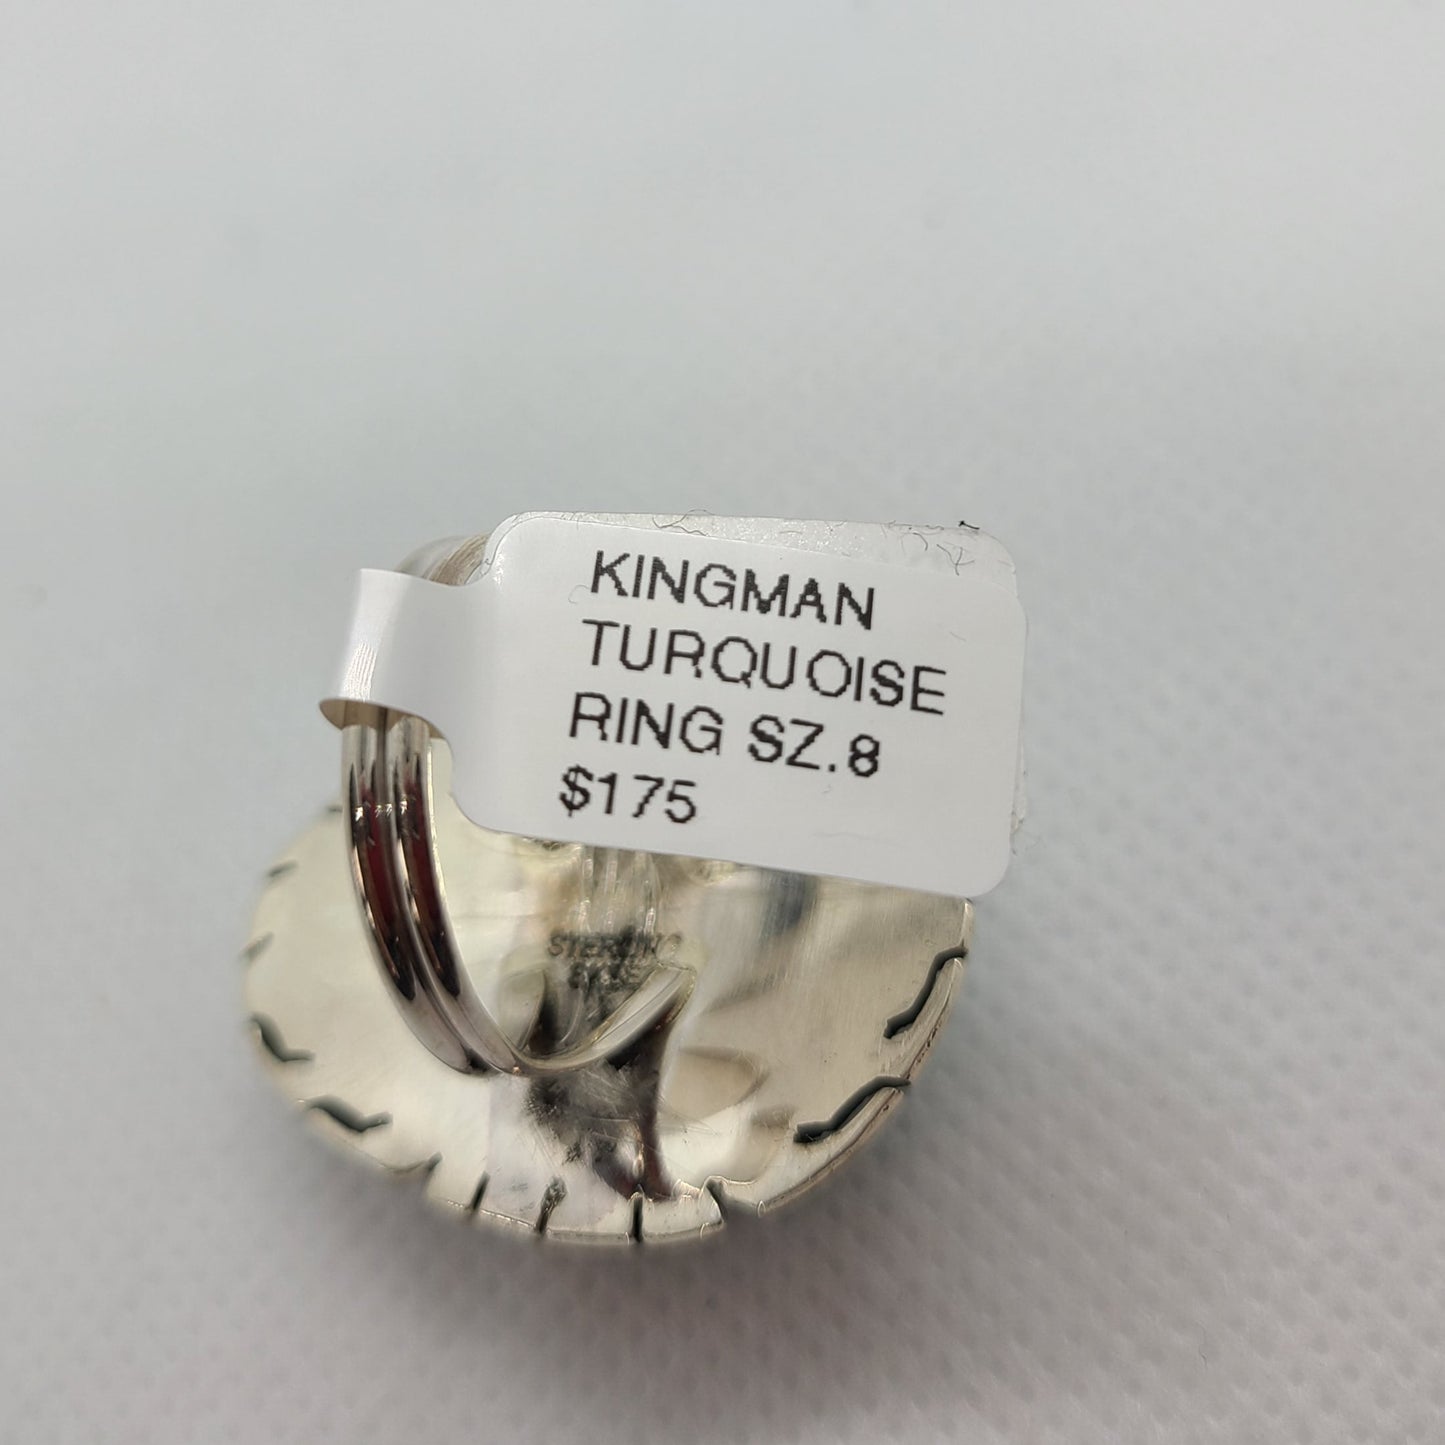 KINGMAN
TURQUOISE
RING SZ.8
$175
STERLING